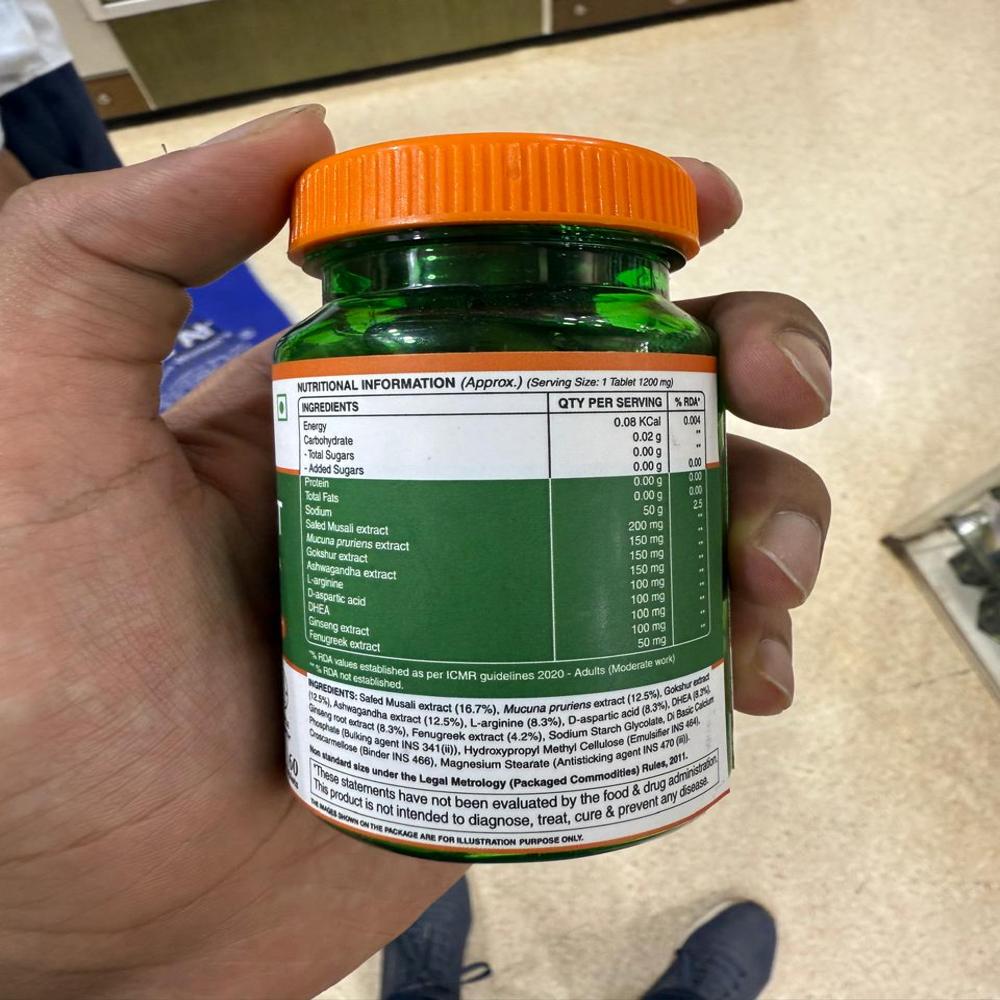 NUTRITIONAL INFORMATION (Approx.) (Serving Size: 1 Tablet 1200 mg)
INGREDIENTS QTY PER SERVING % RDA*
Energy 0.08 KCal 0.004
Carbohydrate 0.02 g **
- Total Sugars 0.00 g **
- Added Sugars 0.00 g 0.00
Protein 0.00 g 0.00
Total Fats 0.00 g 0.00
Sodium 50 g 2.5
Safed Musali extract 200 mg **
Mucuna pruriens extract 150 mg **
Gokshur extract 150 mg **
Ashwagandha extract 150 mg **
L-arginine 100 mg **
D-aspartic acid 100 mg **
DHEA 100 mg **
Ginseng extract 100 mg **
Fenugreek extract 50 mg **
*% RDA values established as per ICMR guidelines 2020 - Adults (Moderate work)
** % RDA not established.
INGREDIENTS: Safed Musali extract (16.7%), Mucuna pruriens extract (12.5%), Gokshur extract
(12.5%), Ashwagandha extract (12.5%), L-arginine (8.3%), D-aspartic acid (8.3%), DHEA (8.3%),
Ginseng root extract (8.3%), Fenugreek extract (4.2%), Sodium Starch Glycolate, Di Basic Calcium
Phosphate (Bulking agent INS 341(ii)), Hydroxypropyl Methyl Cellulose (Emulsifier INS 464),
Croscarmellose (Binder INS 466), Magnesium Stearate (Antisticking agent INS 470 (iii)).
Non standard size under the Legal Metrology (Packaged Commodities) Rules, 2011.
*These statements have not been evaluated by the food & drug administration.
This product is not intended to diagnose, treat, cure & prevent any disease.
THE IMAGES SHOWN ON THE PACKAGE ARE FOR ILLUSTRATION PURPOSE ONLY.
60